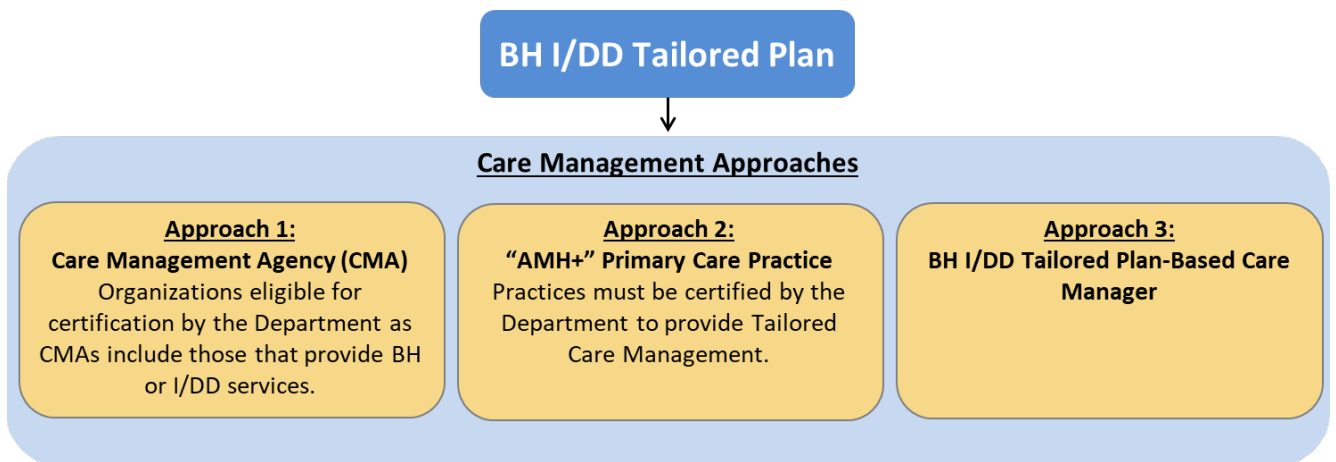 BH I/DD Tailored Plan
Care Management Approaches
Approach 1:
Care Management Agency (CMA)
Organizations eligible for
certification by the Department as
CMAs include those that provide BH
or I/DD services.
Approach 2:
“AMH+” Primary Care Practice
Practices must be certified by the
Department to provide Tailored
Care Management.
Approach 3:
BH I/DD Tailored Plan-Based Care
Manager